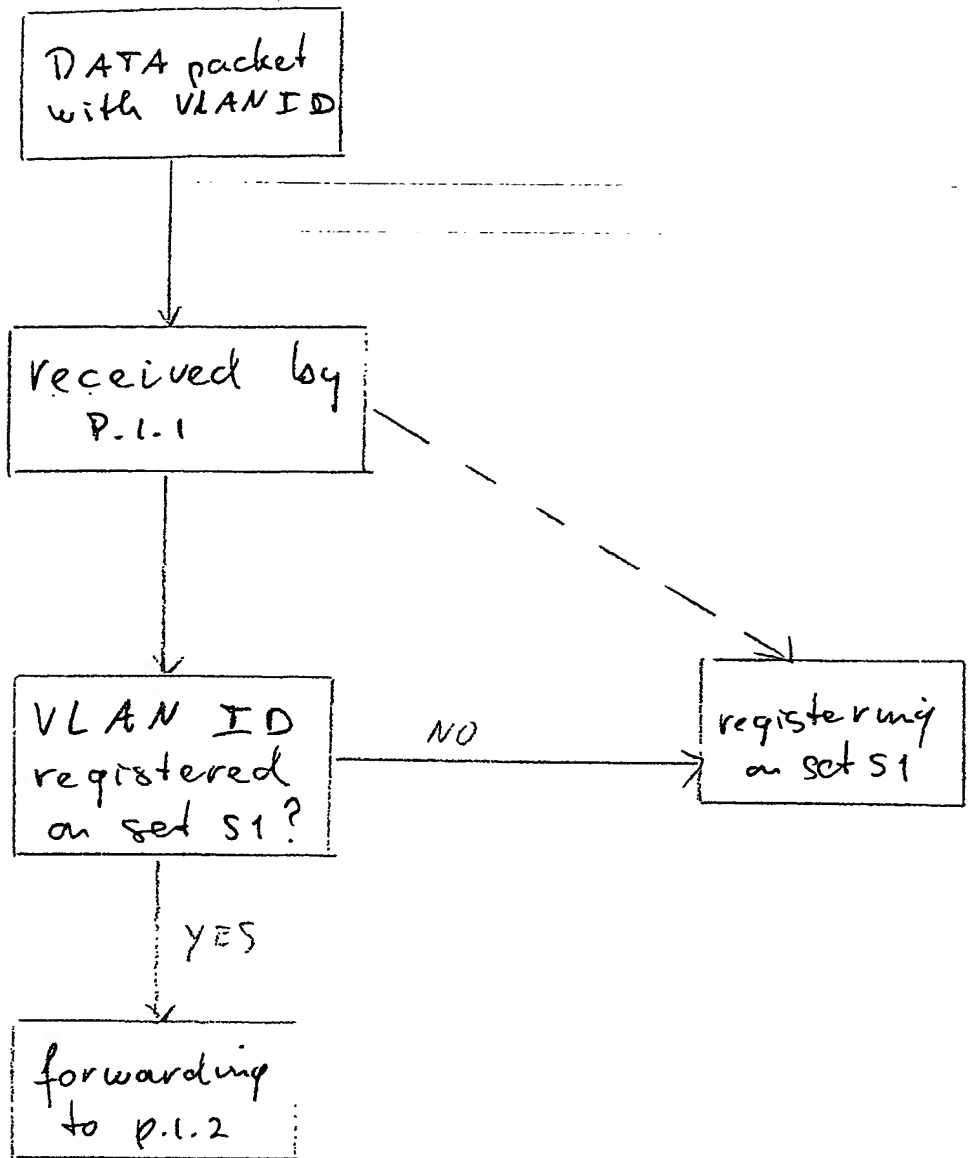 DATA packet
with VLAN ID
received by
P.1.1
VLAN ID
registered
on set S1?
NO
registering
on set S1
YES
forwarding
to p.1.2